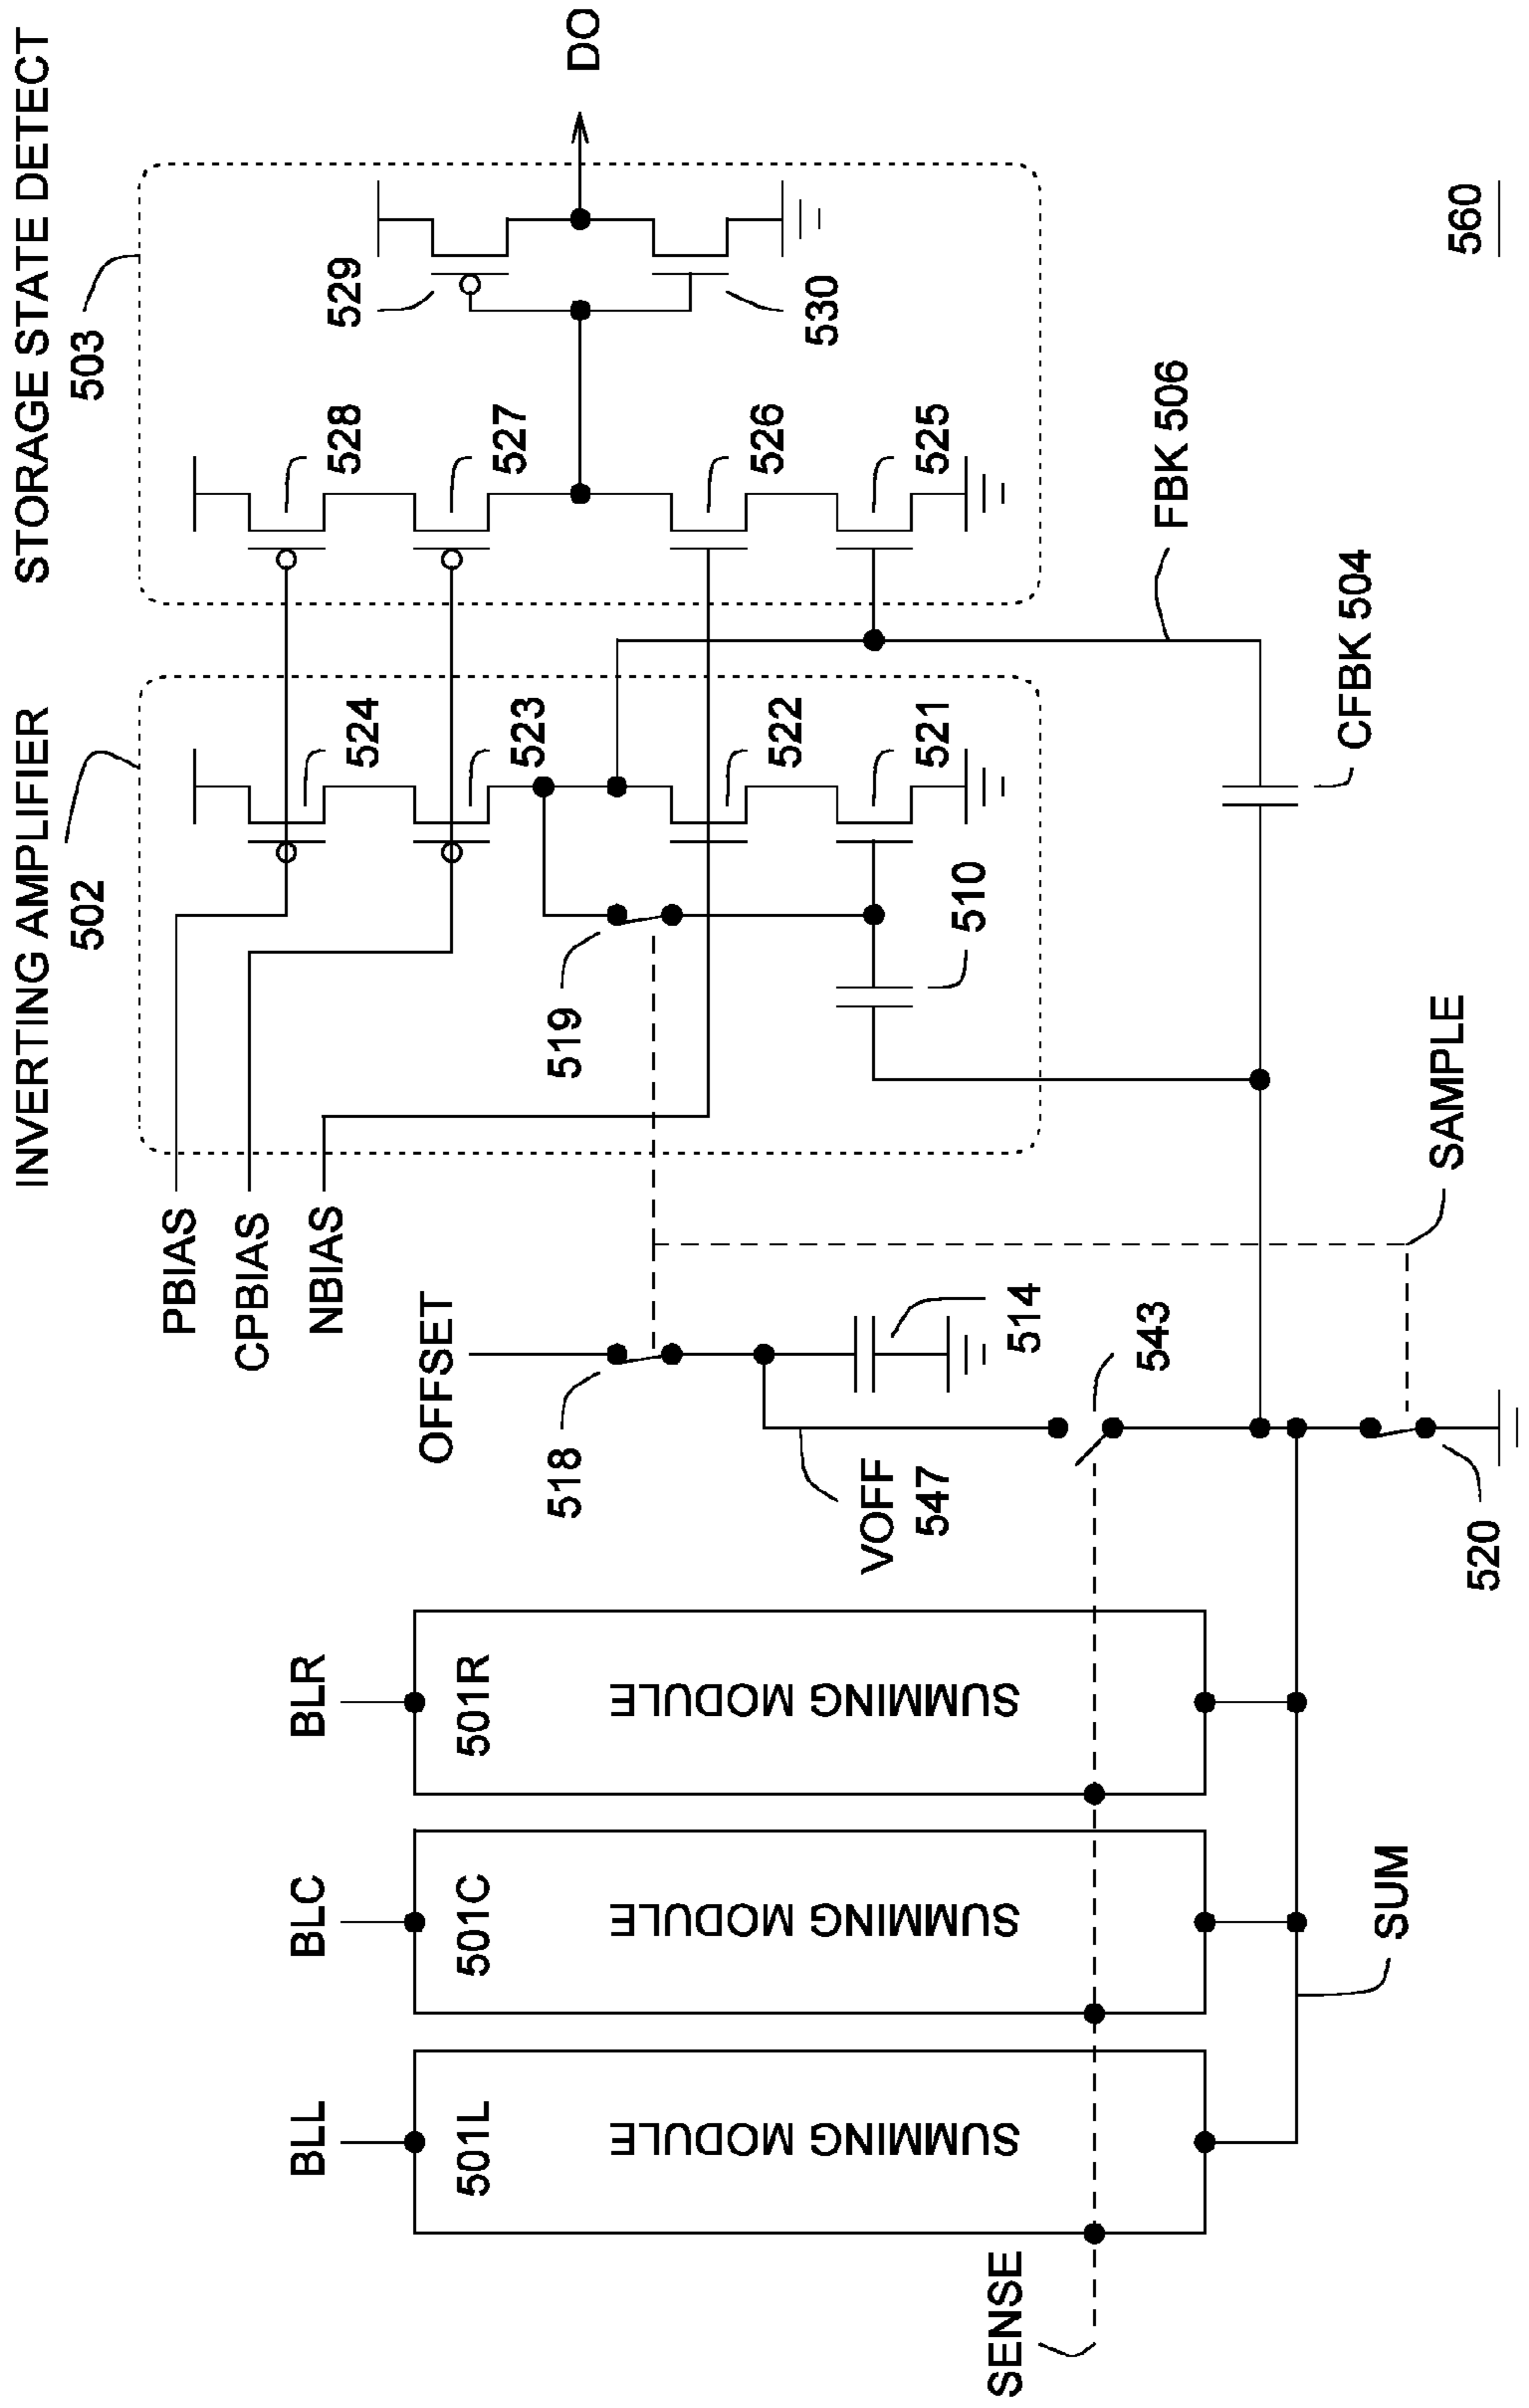 INVERTING AMPLIFIER
502
STORAGE STATE DETECT
503
PBIAS
CPBIAS
NBIAS
524
523
522
521
519
510
528
527
526
525
529
530
DO
BLL
BLC
BLR
501L
SUMMING MODULE
501C
SUMMING MODULE
501R
SUMMING MODULE
OFFSET
518
514
VOFF
547
543
520
SENSE
SUM
SAMPLE
FBK 506
CFBK 504
560